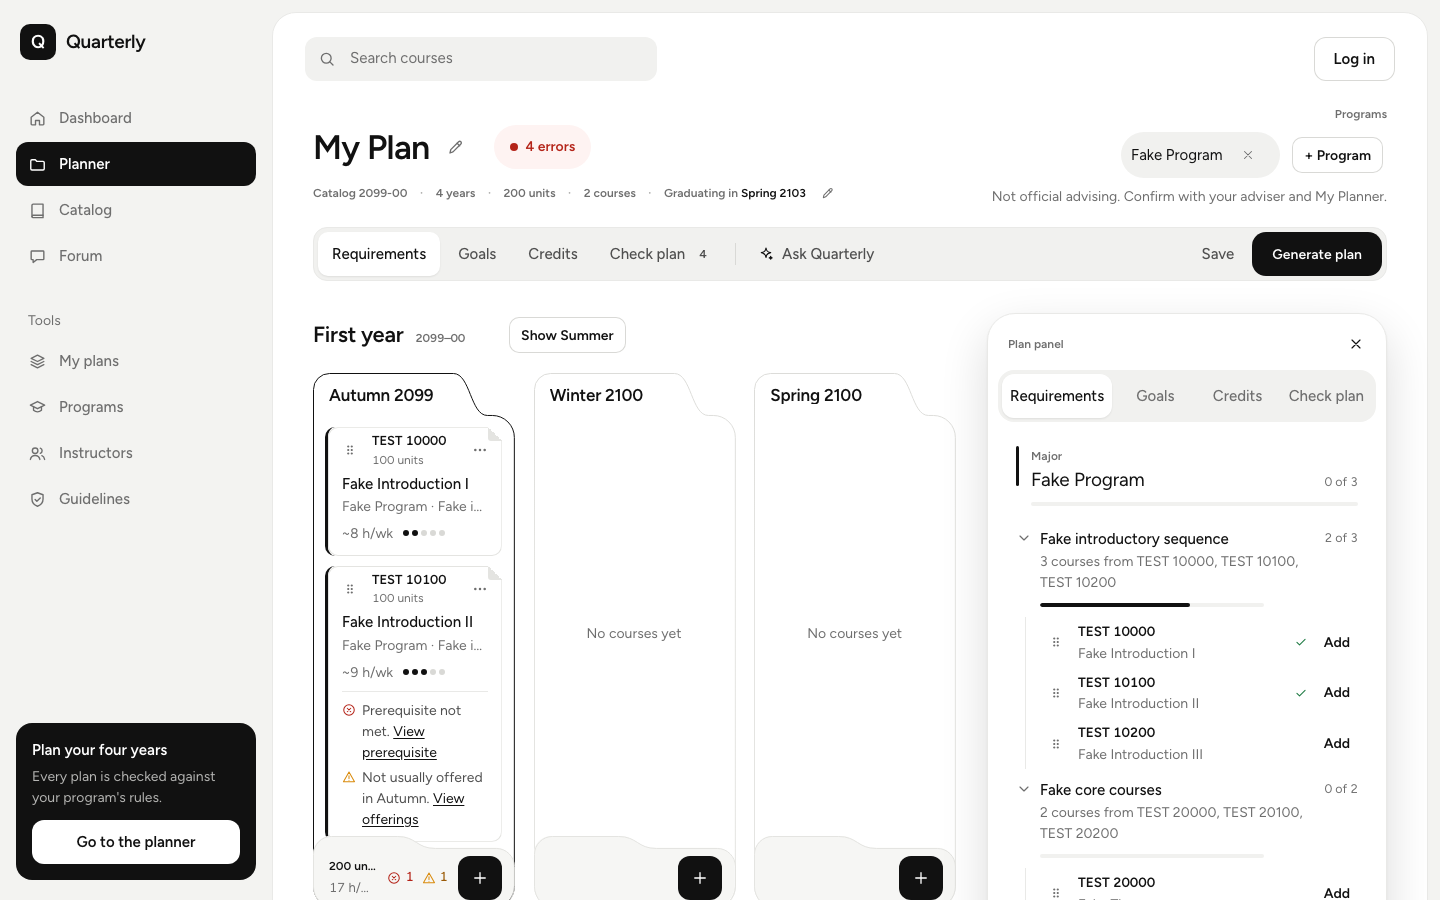 Q Quarterly
Dashboard
Planner
Catalog
Forum
Tools
My plans
Programs
Instructors
Guidelines
Plan your four years
Every plan is checked against
your program's rules.
Go to the planner
Search courses
Log in
My Plan
4 errors
Catalog 2099-00 · 4 years · 200 units · 2 courses · Graduating in Spring 2103
Programs
Fake Program
+ Program
Not official advising. Confirm with your adviser and My Planner.
Requirements Goals Credits Check plan 4 Ask Quarterly Save Generate plan
First year 2099–00 Show Summer
Autumn 2099
TEST 10000
100 units
Fake Introduction I
Fake Program · Fake i...
~8 h/wk
TEST 10100
100 units
Fake Introduction II
Fake Program · Fake i...
~9 h/wk
Prerequisite not
met. View
prerequisite
Not usually offered
in Autumn. View
offerings
200 un...
17 h/...
1 1
Winter 2100
No courses yet
Spring 2100
No courses yet
Plan panel
Requirements Goals Credits Check plan
Major
Fake Program 0 of 3
Fake introductory sequence 2 of 3
3 courses from TEST 10000, TEST 10100,
TEST 10200
TEST 10000
Fake Introduction I
Add
TEST 10100
Fake Introduction II
Add
TEST 10200
Fake Introduction III
Add
Fake core courses 0 of 2
2 courses from TEST 20000, TEST 20100,
TEST 20200
TEST 20000
Add